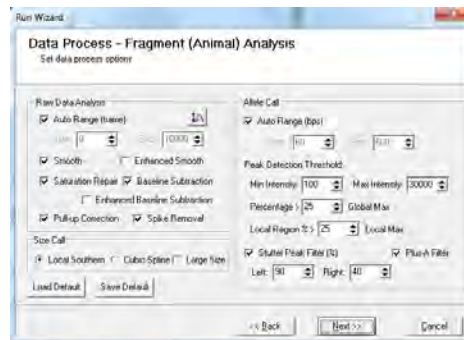 Run Wizard
Data Process - Fragment (Animal) Analysis
Set data process options
Raw Data Analysis
Auto Range (frame)
10000
Smooth Enhanced Smooth
Saturation Repair Baseline Subtraction
Enhanced Baseline Subtraction
Pull-up Correction Spike Removal
Size Call
Local Southern Cubic Spline Large Size
Load Default Save Default
Allele Call
Auto Range (bps)
60
Peak Detection Threshold
Min Intensity 100 Max Intensity 30000
Percentage > 25 Global Max
Local Region % > 25 Local Max
Stutter Peak Filter (%) Plus-A Filter
Left: 90 Right: 40
<< Back Next >> Cancel